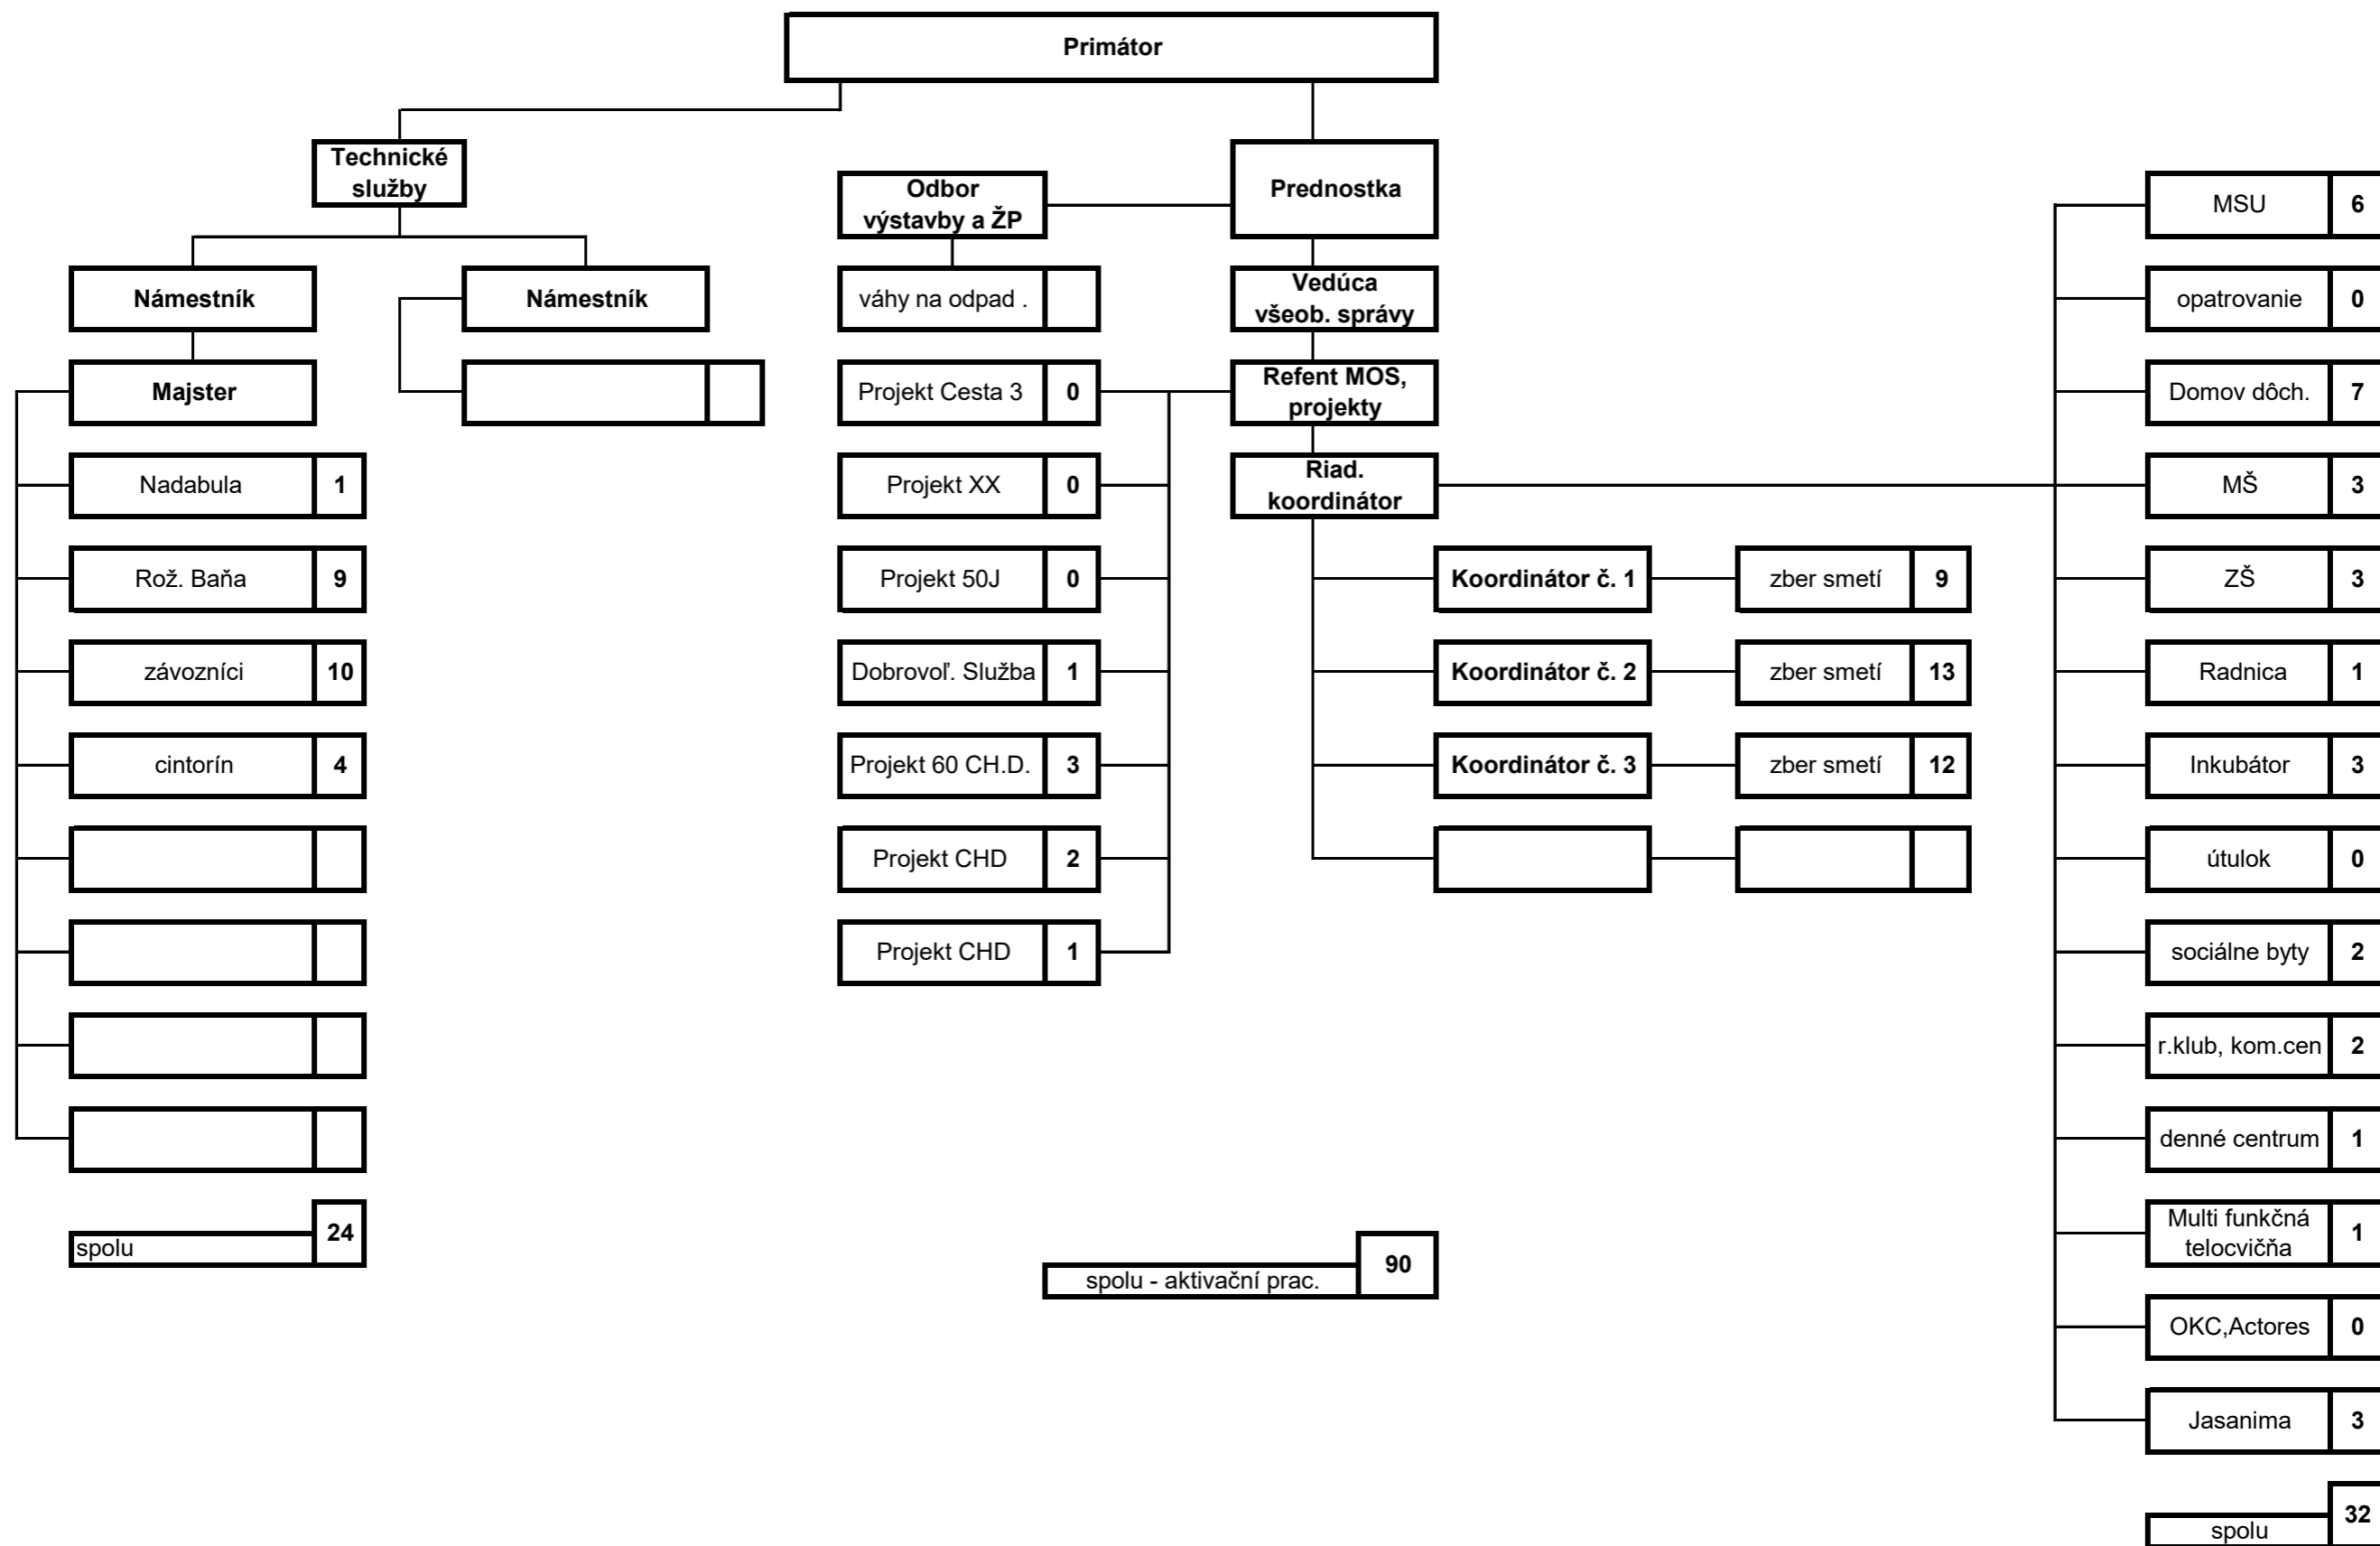 Primátor
Technické
služby
Odbor
výstavby a ŽP
Prednostka
MSU 6
Námestník
Námestník
váhy na odpad .
Vedúca
všeob. správy
opatrovanie 0
Majster
Projekt Cesta 3 0
Refent MOS,
projekty
Domov dôch. 7
Nadabula 1
Projekt XX 0
Riad.
koordinátor
MŠ 3
Rož. Baňa 9
Projekt 50J 0
Koordinátor č. 1
zber smetí 9
ZŠ 3
závozníci 10
Dobrovoľ. Služba 1
Koordinátor č. 2
zber smetí 13
Radnica 1
cintorín 4
Projekt 60 CH.D. 3
Koordinátor č. 3
zber smetí 12
Inkubátor 3
Projekt CHD 2
útulok 0
Projekt CHD 1
sociálne byty 2
r.klub, kom.cen 2
denné centrum 1
spolu 24
Multi funkčná
telocvičňa 1
spolu - aktivační prac. 90
OKC,Actores 0
Jasanima 3
spolu 32